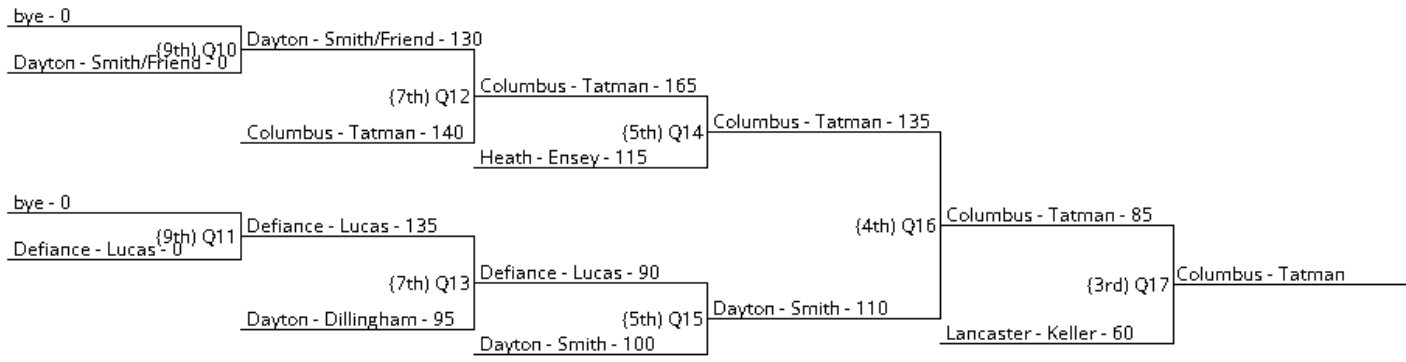 bye - 0
{9th) Q10
Dayton - Smith/Friend - 0
Dayton - Smith/Friend - 130
{7th) Q12
Columbus - Tatman - 140
Columbus - Tatman - 165
{5th) Q14
Heath - Ensey - 115
Columbus - Tatman - 135
bye - 0
{9th) Q11
Defiance - Lucas - 0
Defiance - Lucas - 135
{7th) Q13
Dayton - Dillingham - 95
Defiance - Lucas - 90
{5th) Q15
Dayton - Smith - 100
Dayton - Smith - 110
{4th) Q16
Columbus - Tatman - 85
{3rd) Q17
Lancaster - Keller - 60
Columbus - Tatman